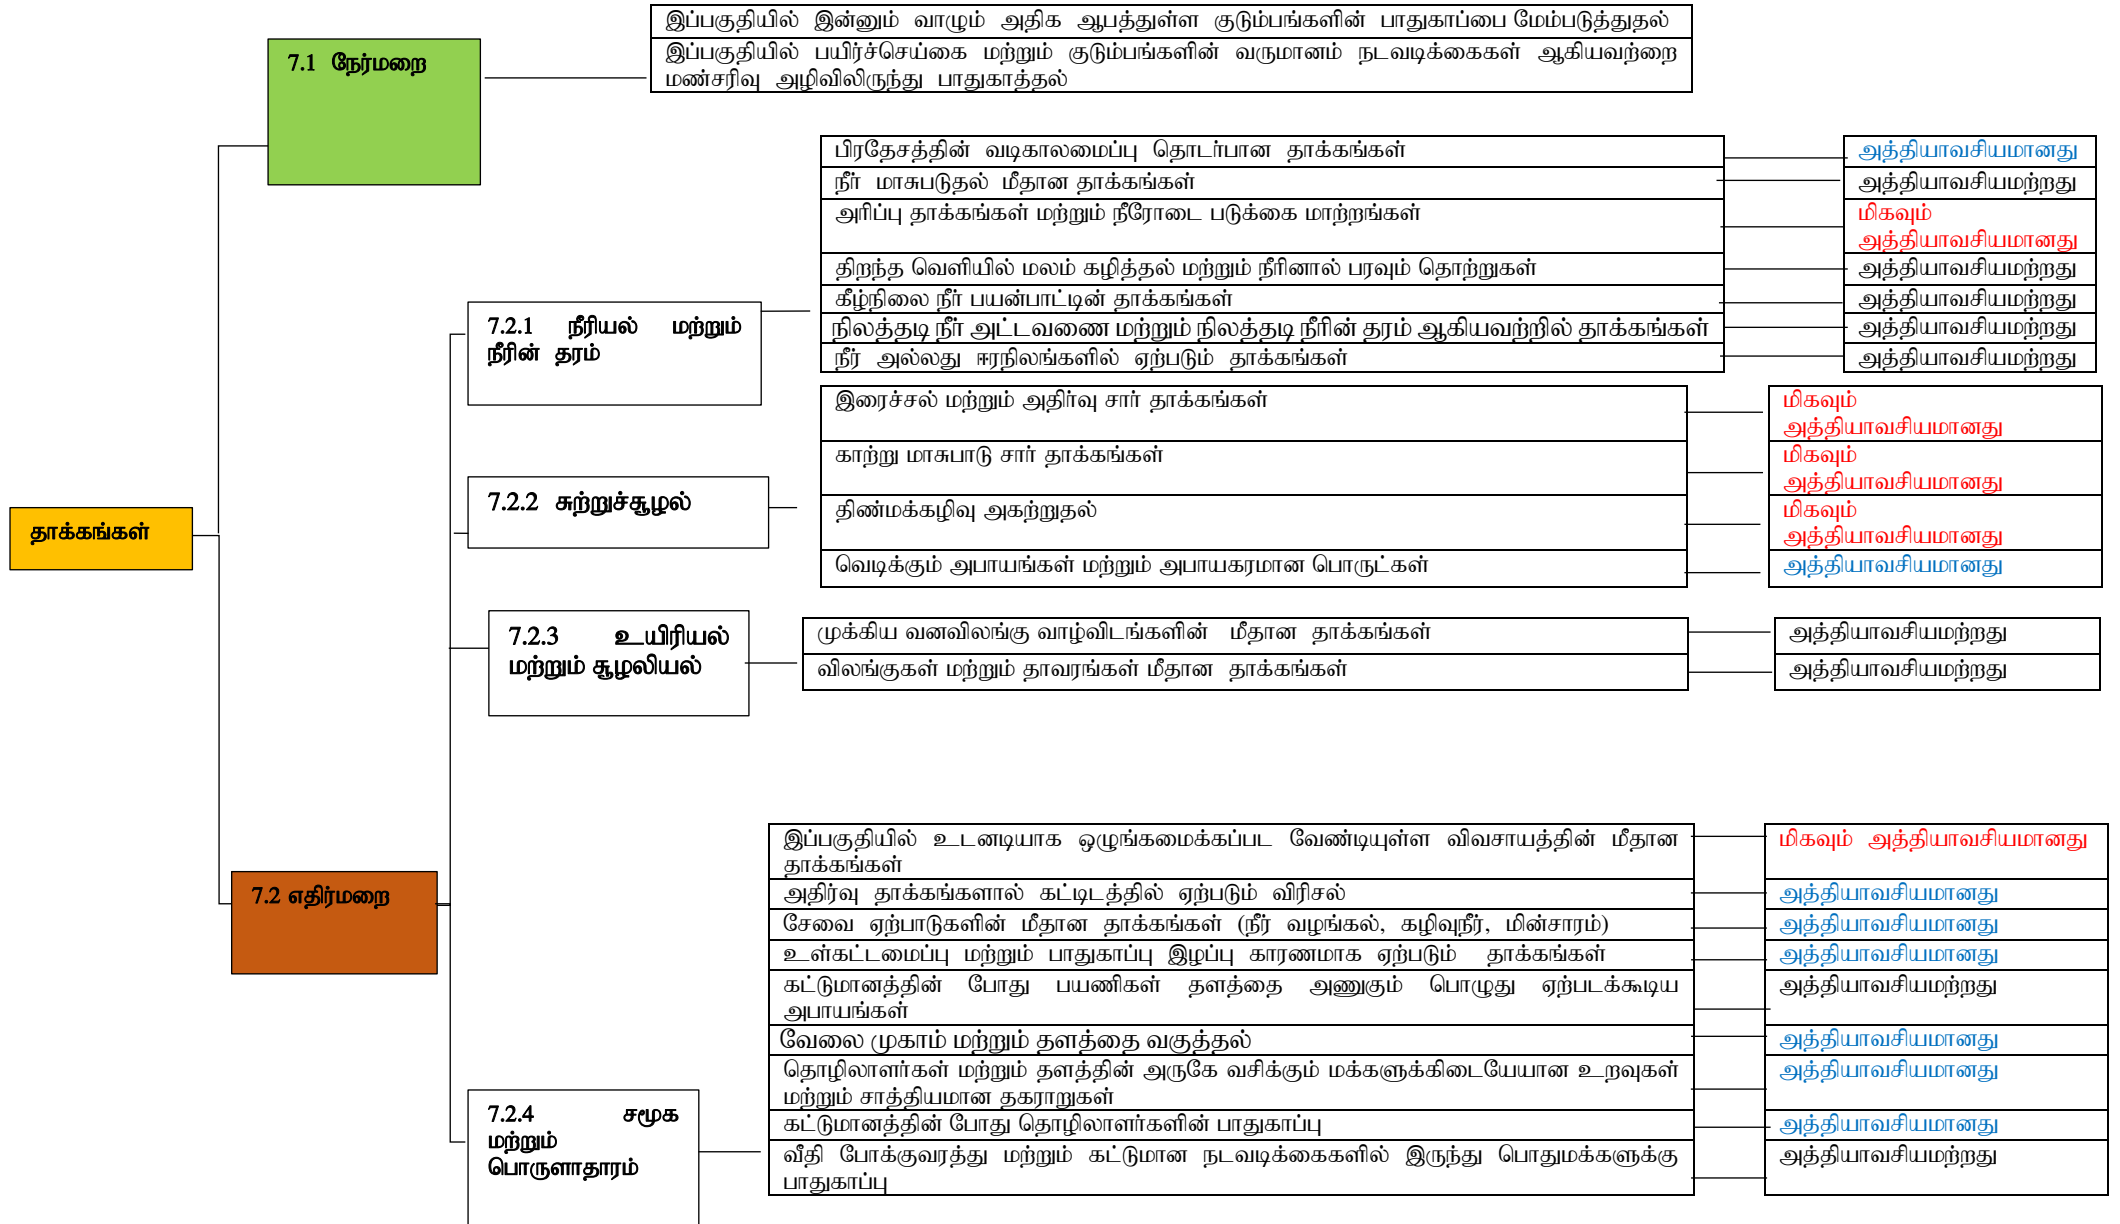 இப்பகுதியில் இன்னும் வாழும் அதிக ஆபத்துள்ள குடும்பங்களின் பாதுகாப்பை மேம்படுத்துதல்
இப்பகுதியில் பயிர்ச்செய்கை மற்றும் குடும்பங்களின் வருமானம் நடவடிக்கைகள் ஆகியவற்றை
மண்சரிவு அழிவிலிருந்து பாதுகாத்தல்
7.1 நேர்மறை
பிரதேசத்தின் வடிகாலமைப்பு தொடர்பான தாக்கங்கள்
அத்தியாவசியமானது
நீர் மாசுபடுதல் மீதான தாக்கங்கள்
அத்தியாவசியமற்றது
அரிப்பு தாக்கங்கள் மற்றும் நீரோடை படுக்கை மாற்றங்கள்
மிகவும்
அத்தியாவசியமானது
திறந்த வெளியில் மலம் கழித்தல் மற்றும் நீரினால் பரவும் தொற்றுகள்
அத்தியாவசியமற்றது
கீழ்நிலை நீர் பயன்பாட்டின் தாக்கங்கள்
அத்தியாவசியமற்றது
நிலத்தடி நீர் அட்டவணை மற்றும் நிலத்தடி நீரின் தரம் ஆகியவற்றில் தாக்கங்கள்
அத்தியாவசியமற்றது
நீர் அல்லது ஈரநிலங்களில் ஏற்படும் தாக்கங்கள்
அத்தியாவசியமற்றது
7.2.1 நீரியல் மற்றும்
நீரின் தரம்
இரைச்சல் மற்றும் அதிர்வு சார் தாக்கங்கள்
மிகவும்
அத்தியாவசியமானது
காற்று மாசுபாடு சார் தாக்கங்கள்
மிகவும்
அத்தியாவசியமானது
திண்மக்கழிவு அகற்றுதல்
மிகவும்
அத்தியாவசியமானது
வெடிக்கும் அபாயங்கள் மற்றும் அபாயகரமான பொருட்கள்
அத்தியாவசியமானது
7.2.2 சுற்றுச்சூழல்
தாக்கங்கள்
7.2.3 உயிரியல்
மற்றும் சூழலியல்
முக்கிய வனவிலங்கு வாழ்விடங்களின் மீதான தாக்கங்கள்
அத்தியாவசியமற்றது
விலங்குகள் மற்றும் தாவரங்கள் மீதான தாக்கங்கள்
அத்தியாவசியமற்றது
7.2 எதிர்மறை
இப்பகுதியில் உடனடியாக ஒழுங்கமைக்கப்பட வேண்டியுள்ள விவசாயத்தின் மீதான
தாக்கங்கள்
மிகவும் அத்தியாவசியமானது
அதிர்வு தாக்கங்களால் கட்டிடத்தில் ஏற்படும் விரிசல்
அத்தியாவசியமானது
சேவை ஏற்பாடுகளின் மீதான தாக்கங்கள் (நீர் வழங்கல், கழிவுநீர், மின்சாரம்)
அத்தியாவசியமானது
உள்கட்டமைப்பு மற்றும் பாதுகாப்பு இழப்பு காரணமாக ஏற்படும் தாக்கங்கள்
அத்தியாவசியமானது
கட்டுமானத்தின் போது பயணிகள் தளத்தை அணுகும் பொழுது ஏற்படக்கூடிய
அபாயங்கள்
அத்தியாவசியமற்றது
வேலை முகாம் மற்றும் தளத்தை வகுத்தல்
அத்தியாவசியமானது
தொழிலாளர்கள் மற்றும் தளத்தின் அருகே வசிக்கும் மக்களுக்கிடையேயான உறவுகள்
மற்றும் சாத்தியமான தகராறுகள்
அத்தியாவசியமானது
கட்டுமானத்தின் போது தொழிலாளர்களின் பாதுகாப்பு
அத்தியாவசியமானது
வீதி போக்குவரத்து மற்றும் கட்டுமான நடவடிக்கைகளில் இருந்து பொதுமக்களுக்கு
பாதுகாப்பு
அத்தியாவசியமற்றது
7.2.4 சமூக
மற்றும்
பொருளாதாரம்